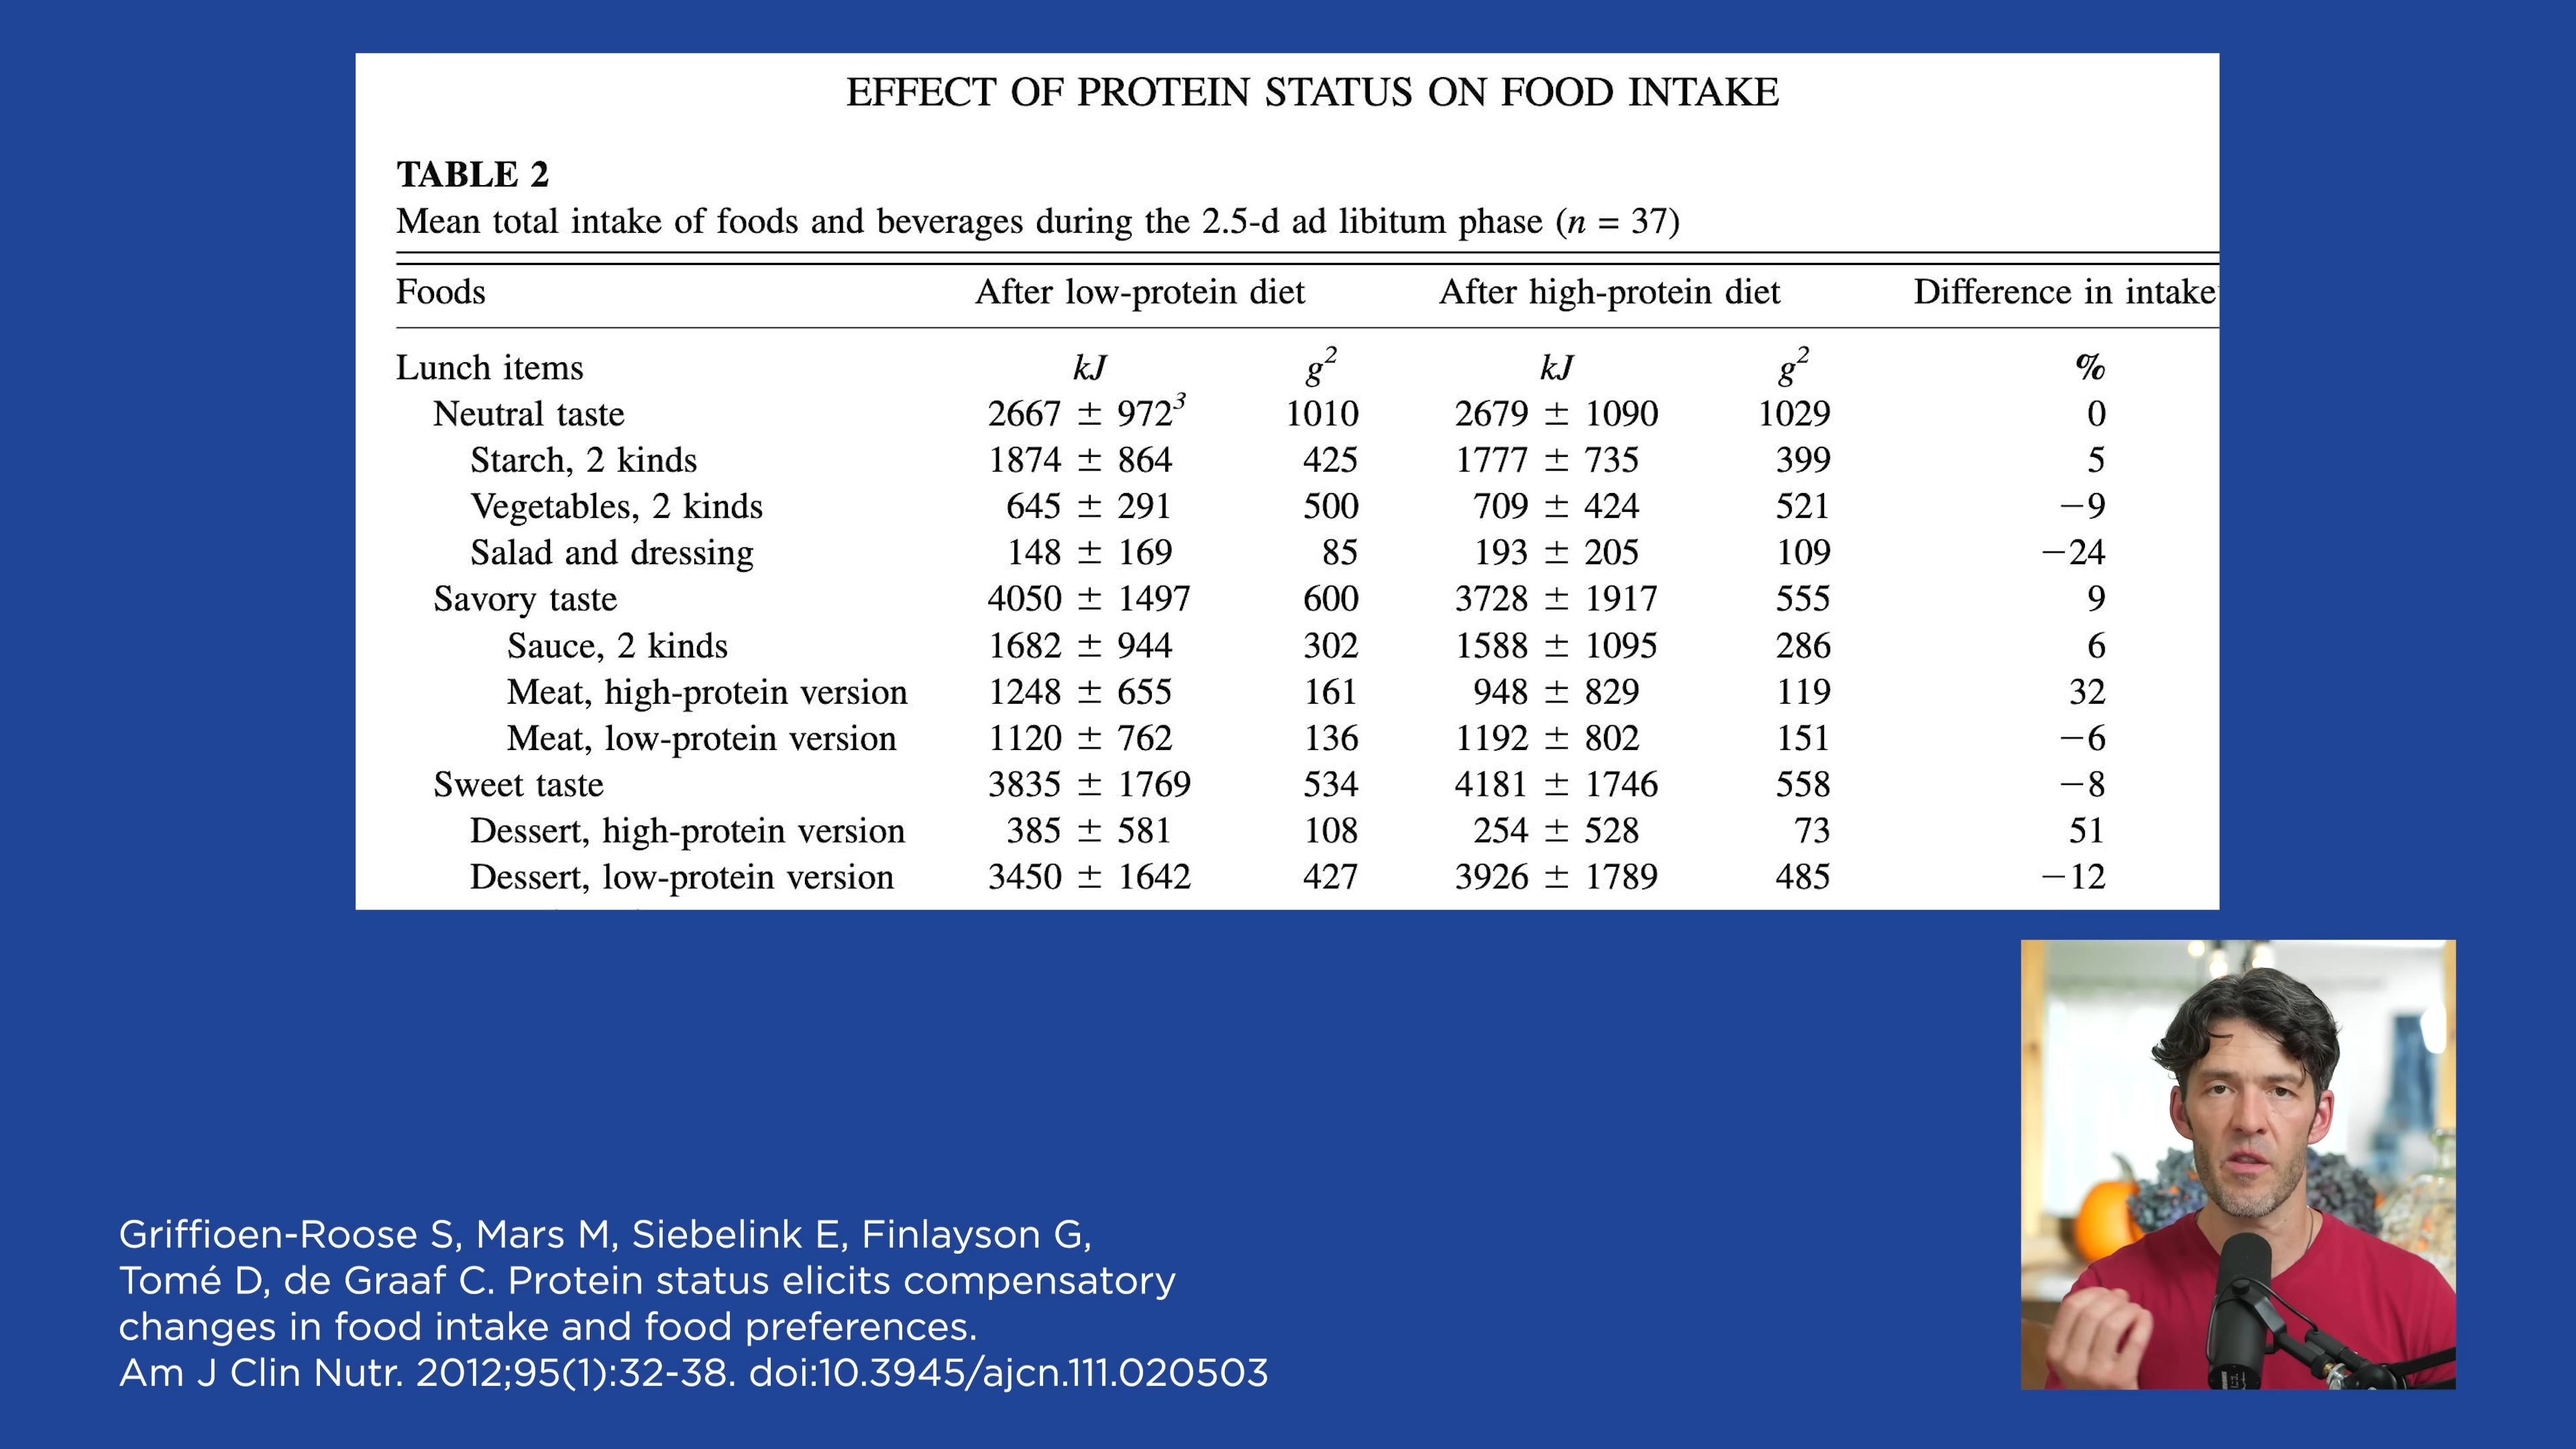 EFFECT OF PROTEIN STATUS ON FOOD INTAKE
TABLE 2
Mean total intake of foods and beverages during the 2.5-d ad libitum phase (n = 37)
Foods After low-protein diet After high-protein diet Difference in intake
Lunch items kJ g² kJ g² %
Neutral taste 2667 ± 972³ 1010 2679 ± 1090 1029 0
Starch, 2 kinds 1874 ± 864 425 1777 ± 735 399 5
Vegetables, 2 kinds 645 ± 291 500 709 ± 424 521 −9
Salad and dressing 148 ± 169 85 193 ± 205 109 −24
Savory taste 4050 ± 1497 600 3728 ± 1917 555 9
Sauce, 2 kinds 1682 ± 944 302 1588 ± 1095 286 6
Meat, high-protein version 1248 ± 655 161 948 ± 829 119 32
Meat, low-protein version 1120 ± 762 136 1192 ± 802 151 −6
Sweet taste 3835 ± 1769 534 4181 ± 1746 558 −8
Dessert, high-protein version 385 ± 581 108 254 ± 528 73 51
Dessert, low-protein version 3450 ± 1642 427 3926 ± 1789 485 −12
Griffioen-Roose S, Mars M, Siebelink E, Finlayson G,
Tomé D, de Graaf C. Protein status elicits compensatory
changes in food intake and food preferences.
Am J Clin Nutr. 2012;95(1):32-38. doi:10.3945/ajcn.111.020503